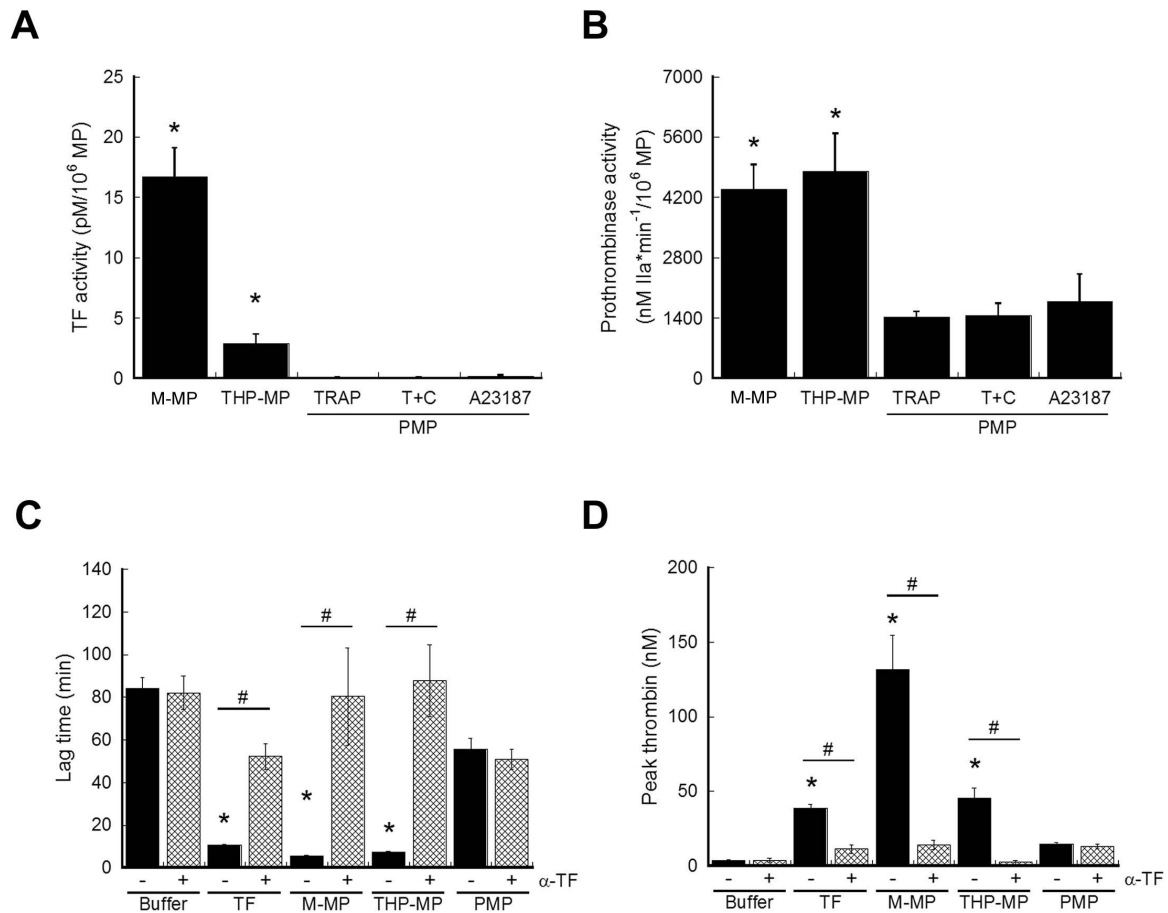 A
TF activity (pM/10⁶ MP)
25
20
15
10
5
0
*
*
M-MP THP-MP TRAP T+C A23187
PMP
B
Prothrombinase activity
(nM IIa*min⁻¹/10⁶ MP)
7000
5600
4200
2800
1400
0
*
*
M-MP THP-MP TRAP T+C A23187
PMP
C
Lag time (min)
140
120
100
80
60
40
20
0
# #
#
* * *
- + - + - + - + - + α-TF
Buffer TF M-MP THP-MP PMP
D
Peak thrombin (nM)
200
150
100
50
0
#
*
# #
* *
- + - + - + - + - + α-TF
Buffer TF M-MP THP-MP PMP